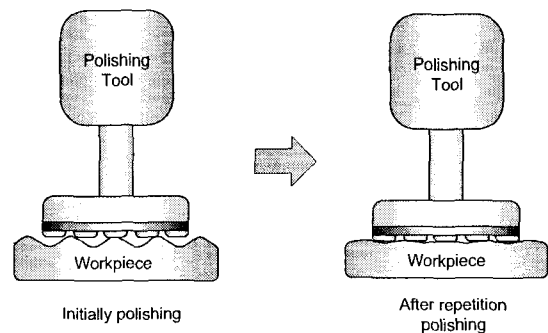 Polishing
Tool
Workpiece
Initially polishing
Polishing
Tool
Workpiece
After repetition
polishing